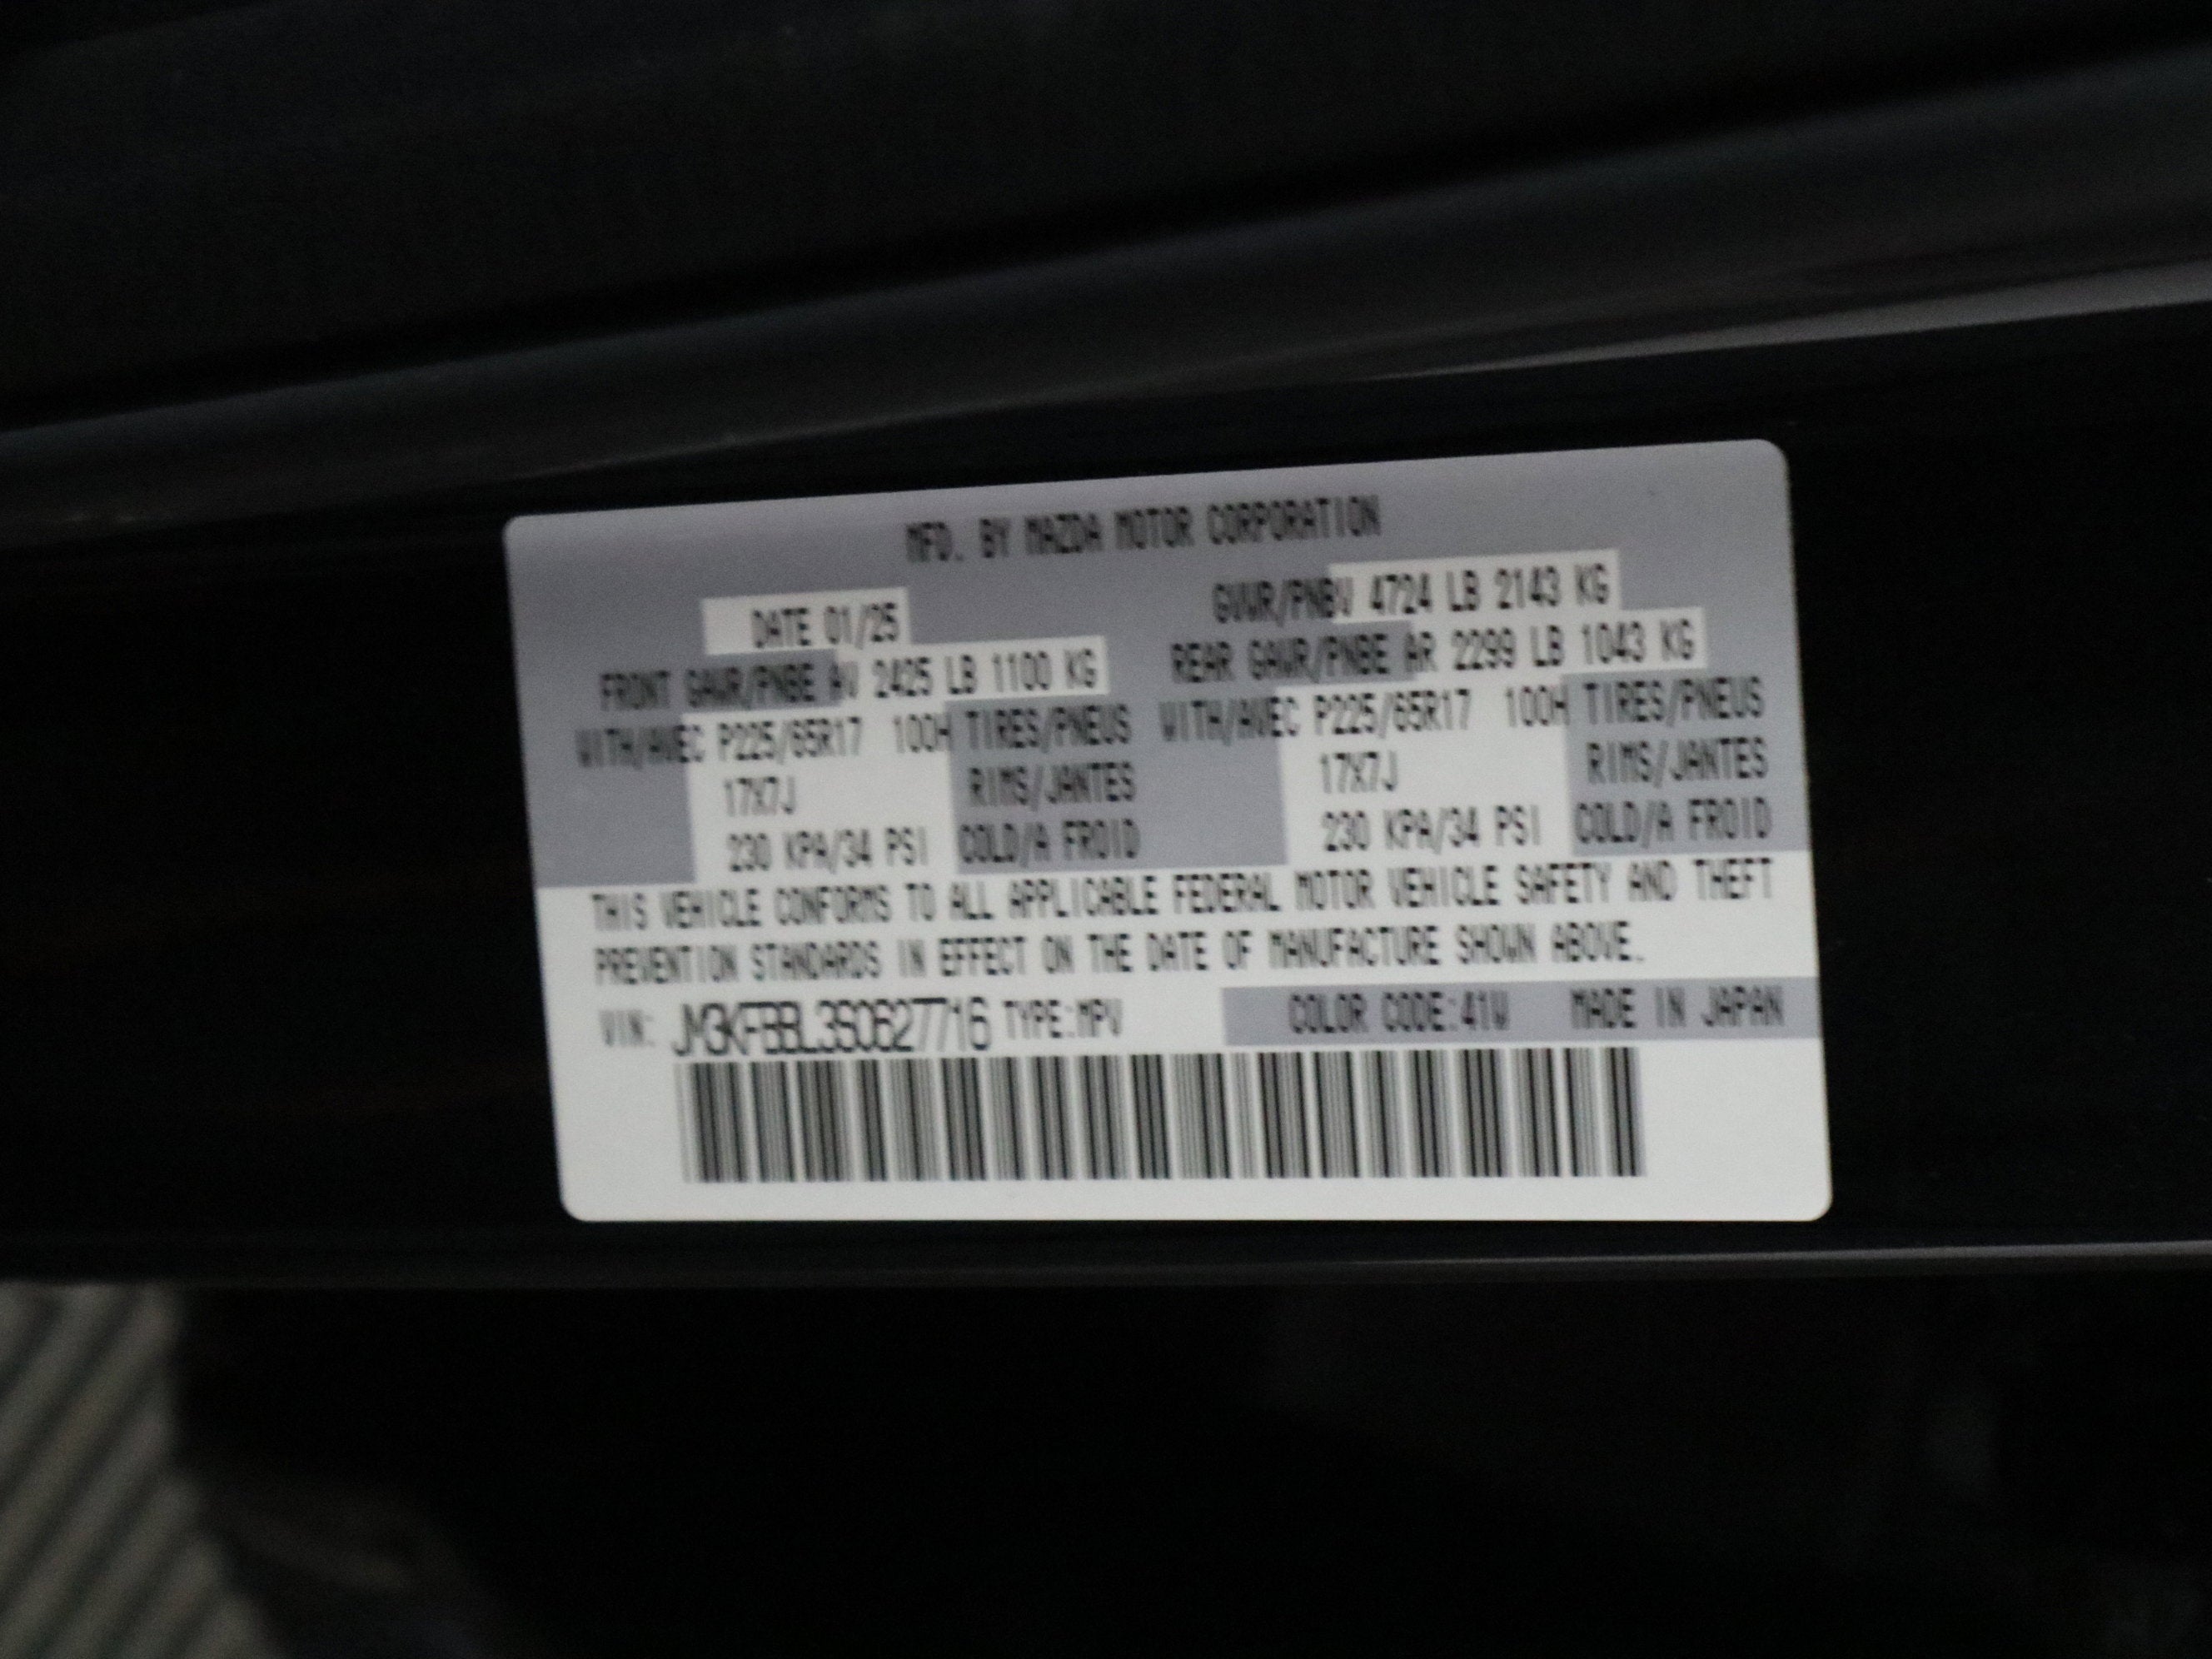 MFD. BY MAZDA MOTOR CORPORATION
DATE 01/25 GVWR/PNBV 4724 LB 2143 KG
FRONT GAWR/PNBE AV 2425 LB 1100 KG REAR GAWR/PNBE AR 2299 LB 1043 KG
WITH/AVEC P225/65R17 100H TIRES/PNEUS WITH/AVEC P225/65R17 100H TIRES/PNEUS
17X7J RIMS/JANTES 17X7J RIMS/JANTES
230 KPA/34 PSI COLD/A FROID 230 KPA/34 PSI COLD/A FROID
THIS VEHICLE CONFORMS TO ALL APPLICABLE FEDERAL MOTOR VEHICLE SAFETY AND THEFT
PREVENTION STANDARDS IN EFFECT ON THE DATE OF MANUFACTURE SHOWN ABOVE.
VIN: JM3KFBBL3S0627716 TYPE:MPV COLOR CODE:41W MADE IN JAPAN